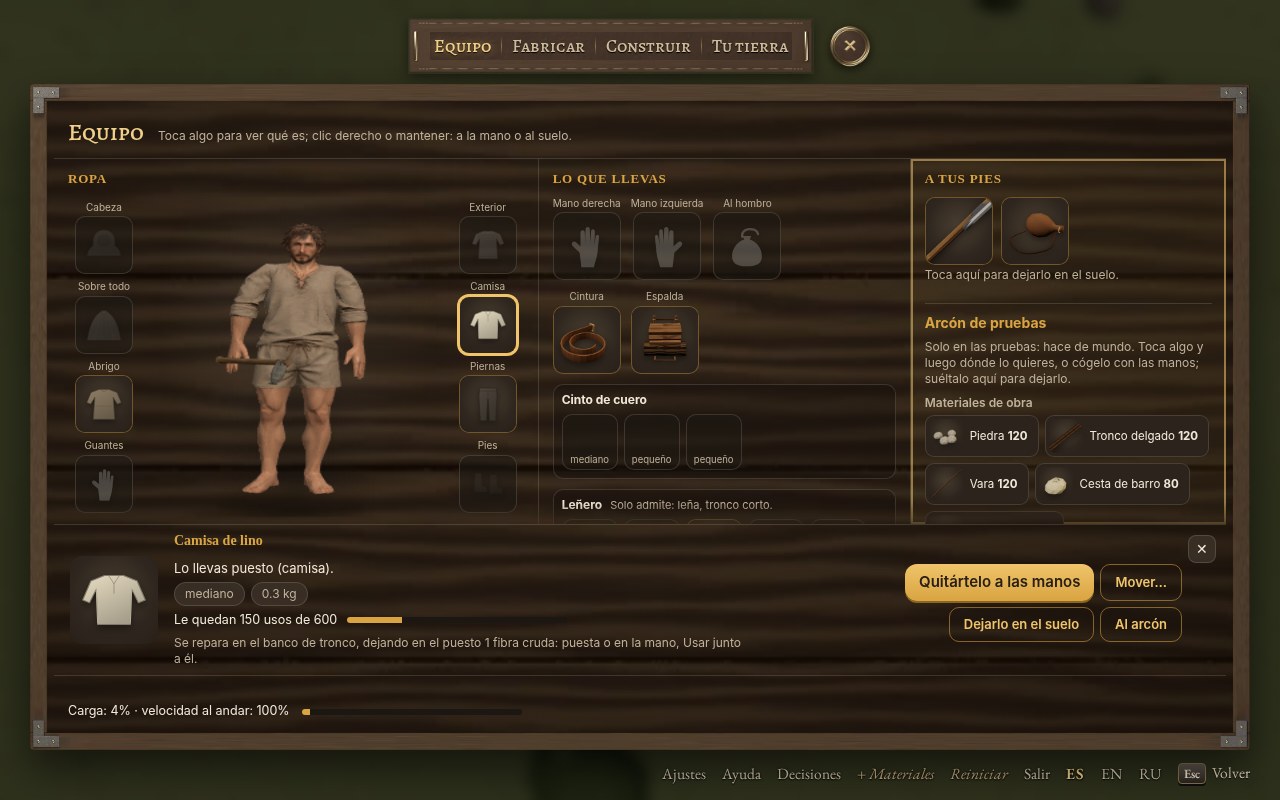 Equipo
Fabricar
Construir
Tu tierra
Equipo
Toca algo para ver qué es; clic derecho o mantener: a la mano o al suelo.
ROPA
Cabeza
Sobre todo
Abrigo
Guantes
Exterior
Camisa
Piernas
Pies
LO QUE LLEVAS
Mano derecha
Mano izquierda
Al hombro
Cintura
Espalda
Cinto de cuero
mediano
pequeño
pequeño
Leñero
Solo admite: leña, tronco corto.
A TUS PIES
Toca aquí para dejarlo en el suelo.
Arcón de pruebas
Solo en las pruebas: hace de mundo. Toca algo y
luego dónde lo quieres, o cógelo con las manos;
suéltalo aquí para dejarlo.
Materiales de obra
Piedra 120
Tronco delgado 120
Vara 120
Cesta de barro 80
Camisa de lino
Lo llevas puesto (camisa).
mediano
0.3 kg
Le quedan 150 usos de 600
Se repara en el banco de tronco, dejando en el puesto 1 fibra cruda: puesta o en la mano, Usar junto
a él.
Quitártelo a las manos
Mover...
Dejarlo en el suelo
Al arcón
Carga: 4% · velocidad al andar: 100%
Ajustes
Ayuda
Decisiones
+ Materiales
Reiniciar
Salir
ES
EN
RU
Esc
Volver